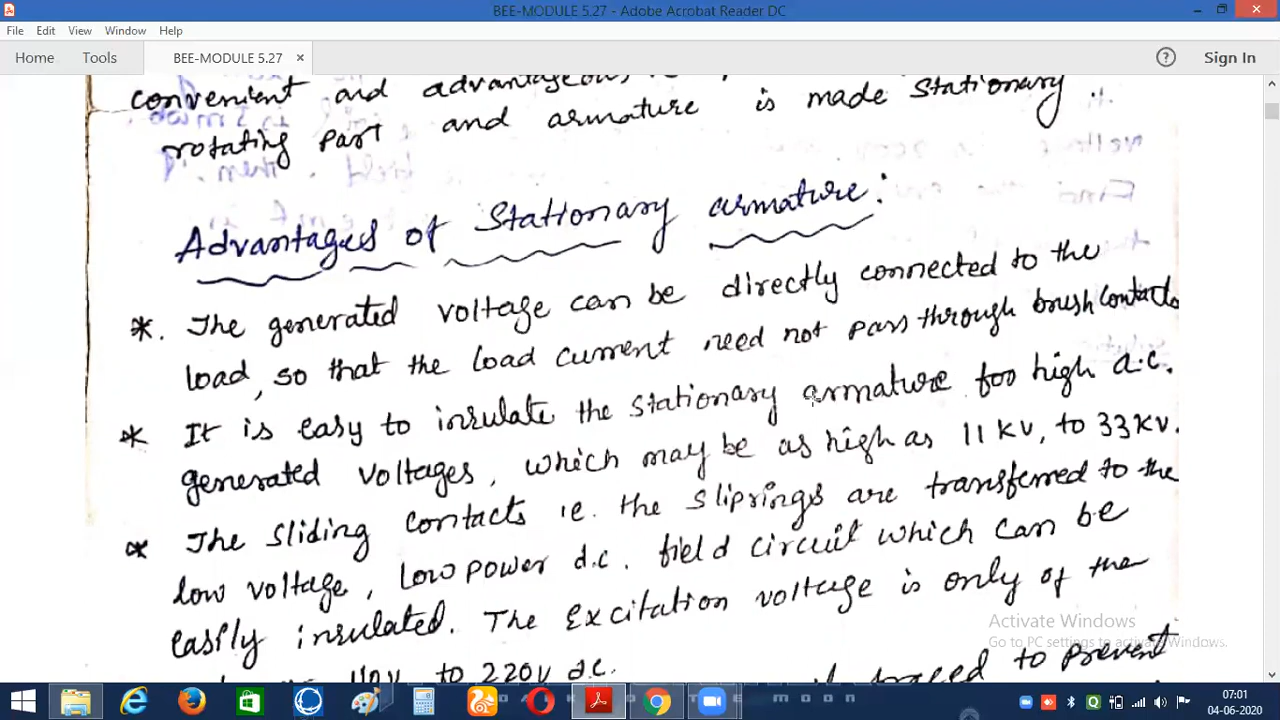 BEE-MODULE 5.27 - Adobe Acrobat Reader DC
File Edit View Window Help
Home Tools BEE-MODULE 5.27 × Sign In
convenient and advantageous
rotating part and armature is made stationary.
Advantages of Stationary armature:
*. The generated voltage can be directly connected to the
load, so that the load current need not pass through brush contacts
* It is easy to insulate the stationary armature foo high a.c.
generated voltages, which may be as high as 11 KV, to 33 KV.
* The sliding contacts ie. the sliprings are transferred to the
low voltage, low power d.c. field circuit which can be
easily insulated. The Excitation voltage is only of the
110V to 220V d.c.
to prevent
Activate Windows
Go to PC settings to activate Windows.
07:01
04-06-2020